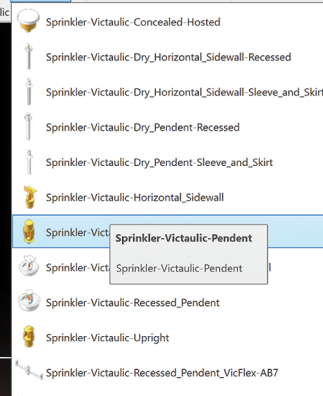 lic
Sprinkler-Victaulic-Concealed-Hosted
Sprinkler-Victaulic-Dry_Horizontal_Sidewall-Recessed
Sprinkler-Victaulic-Dry_Horizontal_Sidewall-Sleeve_and_Skirt
Sprinkler-Victaulic-Dry_Pendent-Recessed
Sprinkler-Victaulic-Dry_Pendent-Sleeve_and_Skirt
Sprinkler-Victaulic-Horizontal_Sidewall
Sprinkler-Victa
Sprinkler-Victaulic-Pendent
Sprinkler-Victaulic-Pendent
Sprinkler-Victa l
Sprinkler-Victaulic-Recessed_Pendent
Sprinkler-Victaulic-Upright
Sprinkler-Victaulic-Recessed_Pendent_VicFlex-AB7